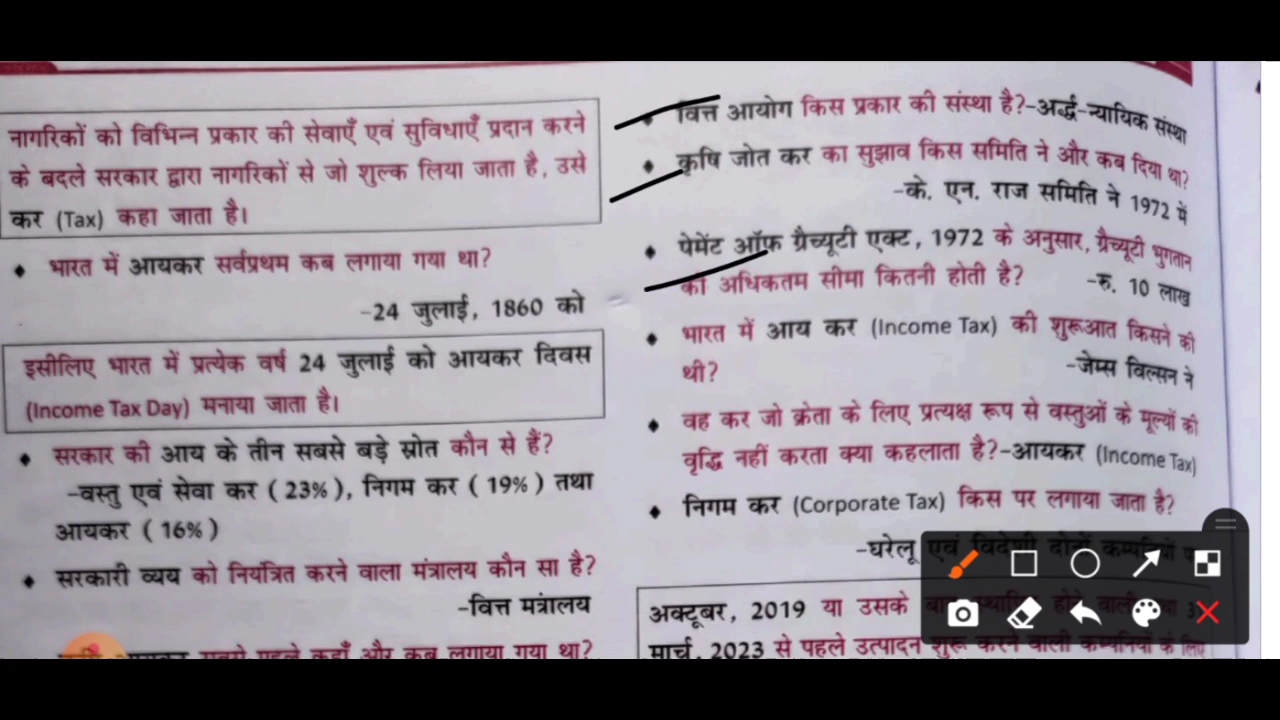 नागरिकों को विभिन्न प्रकार की सेवाएँ एवं सुविधाएँ प्रदान करने
के बदले सरकार द्वारा नागरिकों से जो शुल्क लिया जाता है, उसे
कर (Tax) कहा जाता है।
♦ भारत में आयकर सर्वप्रथम कब लगाया गया था?
-24 जुलाई, 1860 को
इसीलिए भारत में प्रत्येक वर्ष 24 जुलाई को आयकर दिवस
(Income Tax Day) मनाया जाता है।
♦ सरकार की आय के तीन सबसे बड़े स्रोत कौन से हैं?
-वस्तु एवं सेवा कर ( 23% ), निगम कर ( 19% ) तथा
आयकर ( 16% )
♦ सरकारी व्यय को नियंत्रित करने वाला मंत्रालय कौन सा है?
-वित्त मंत्रालय
सबसे पहले कहाँ और कब लगाया गया था?
♦ वित्त आयोग किस प्रकार की संस्था है?-अर्द्ध-न्यायिक संस्था
♦ कृषि जोत कर का सुझाव किस समिति ने और कब दिया था?
-के. एन. राज समिति ने 1972 में
♦ पेमेंट ऑफ ग्रैच्यूटी एक्ट, 1972 के अनुसार, ग्रैच्यूटी भुगतान
की अधिकतम सीमा कितनी होती है? -रु. 10 लाख
♦ भारत में आय कर (Income Tax) की शुरूआत किसने की
थी? -जेम्स विल्सन ने
♦ वह कर जो क्रेता के लिए प्रत्यक्ष रूप से वस्तुओं के मूल्यों की
वृद्धि नहीं करता क्या कहलाता है?-आयकर (Income Tax)
♦ निगम कर (Corporate Tax) किस पर लगाया जाता है?
-घरेलू एवं विदेशी दोनों कम्पनियों
अक्टूबर, 2019 या उसके बाद स्थापित होने वाली
मार्च, 2023 से पहले उत्पादन शुरू करने वाली कम्पनियों के लिए